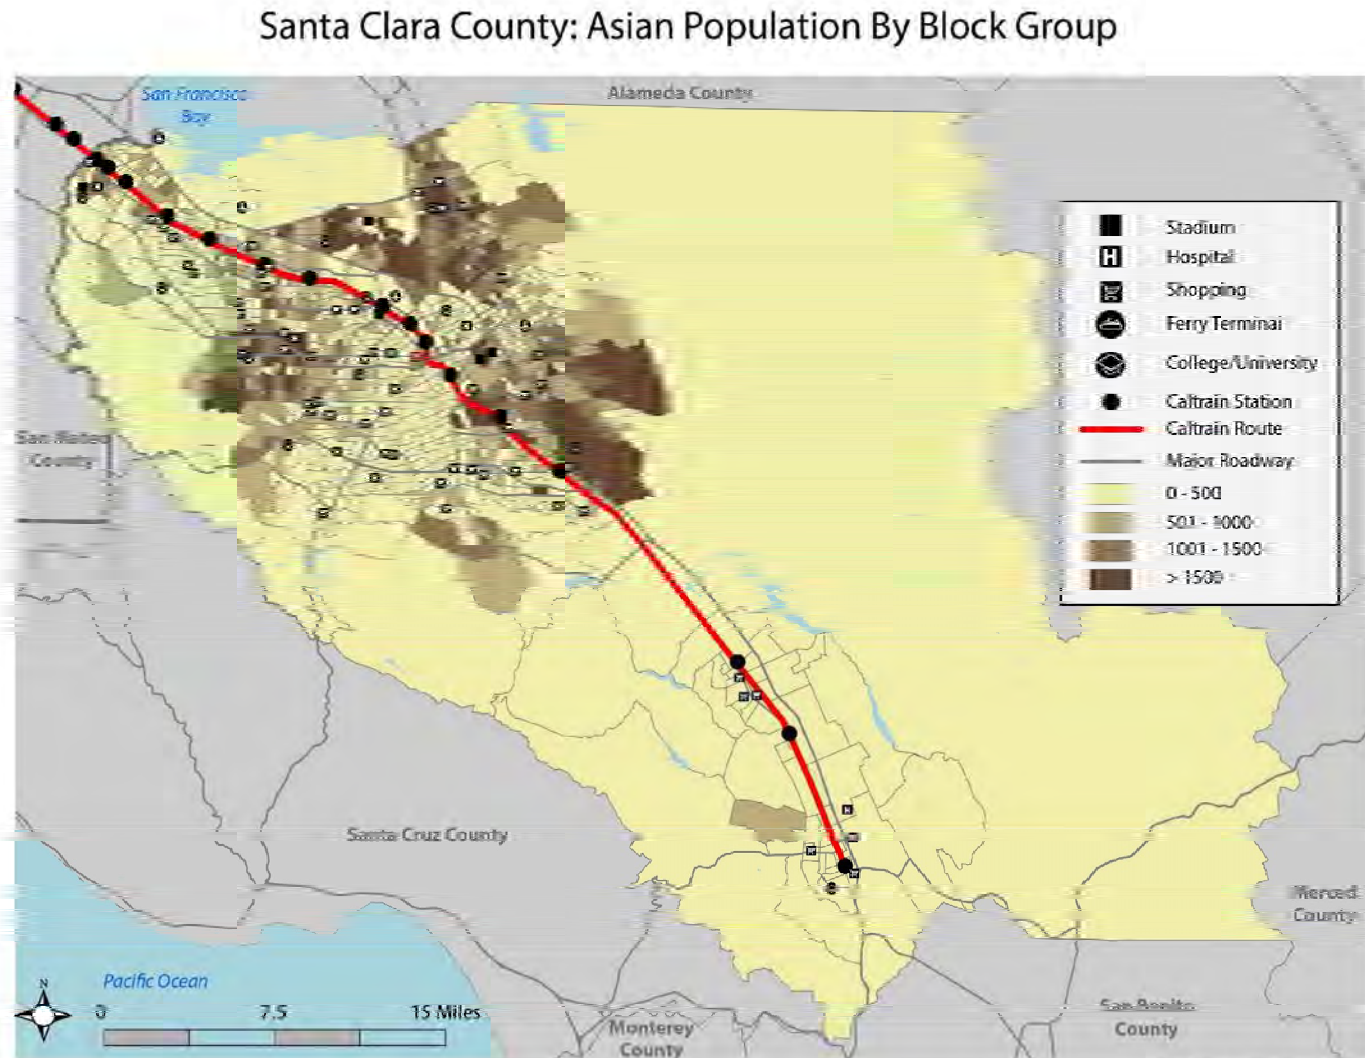 Santa Clara County: Asian Population By Block Group
San Francisco
Bay
Alameda County
Stadium
H Hospital
Shopping
Ferry Terminal
College/University
Caltrain Station
Caltrain Route
Major Roadway
0 - 500
501 - 1000
1001 - 1500
> 1500
San Mateo
County
Santa Cruz County
Merced
County
Pacific Ocean
N
0 7.5 15 Miles
San Benito
County
Monterey
County